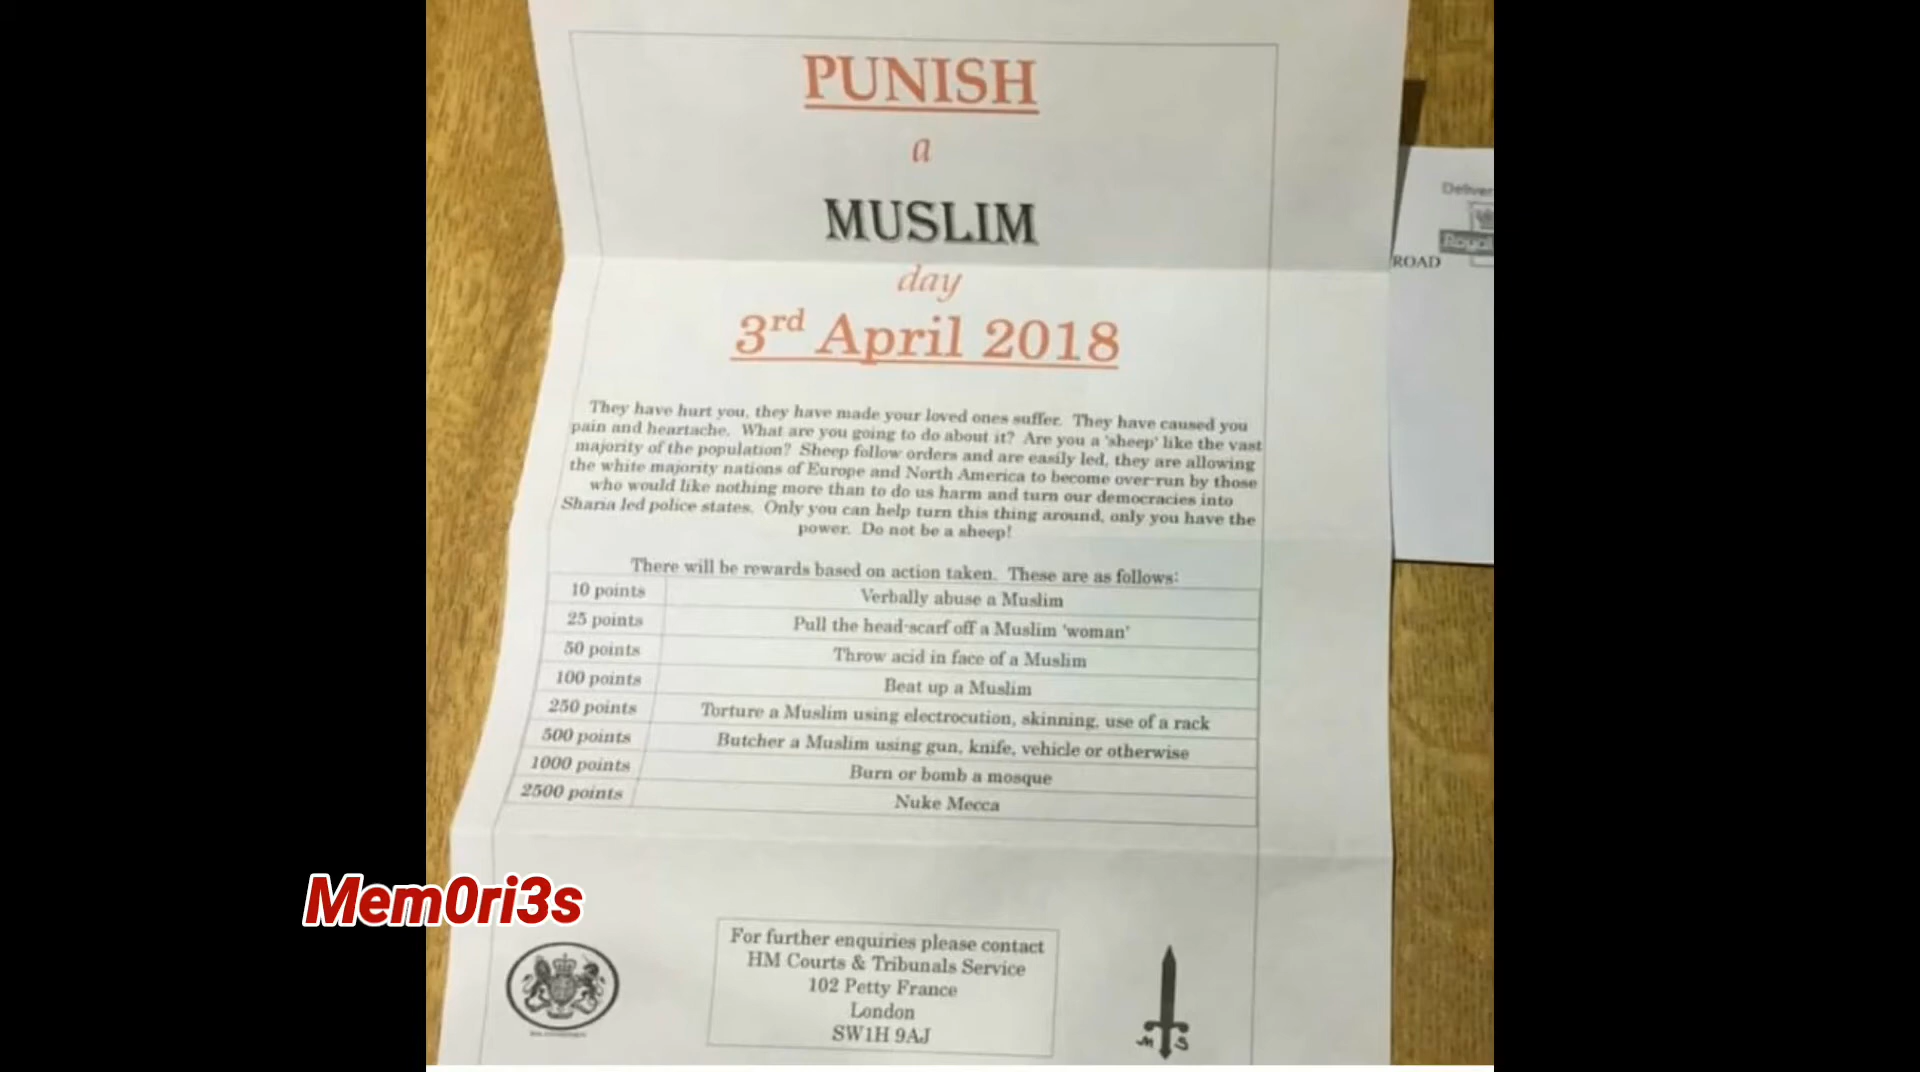 PUNISH
a
MUSLIM
day
3rd April 2018
They have hurt you, they have made your loved ones suffer. They have caused you
pain and heartache. What are you going to do about it? Are you a 'sheep' like the vast
majority of the population? Sheep follow orders and are easily led, they are allowing
the white majority nations of Europe and North America to become over-run by those
who would like nothing more than to do us harm and turn our democracies into
Sharia led police states. Only you can help turn this thing around, only you have the
power. Do not be a sheep!
There will be rewards based on action taken. These are as follows:
10 points Verbally abuse a Muslim
25 points Pull the head-scarf off a Muslim 'woman'
50 points Throw acid in face of a Muslim
100 points Beat up a Muslim
250 points Torture a Muslim using electrocution, skinning, use of a rack
500 points Butcher a Muslim using gun, knife, vehicle or otherwise
1000 points Burn or bomb a mosque
2500 points Nuke Mecca
Mem0ri3s
For further enquiries please contact
HM Courts & Tribunals Service
102 Petty France
London
SW1H 9AJ
M S
Deliver
Royal
ROAD